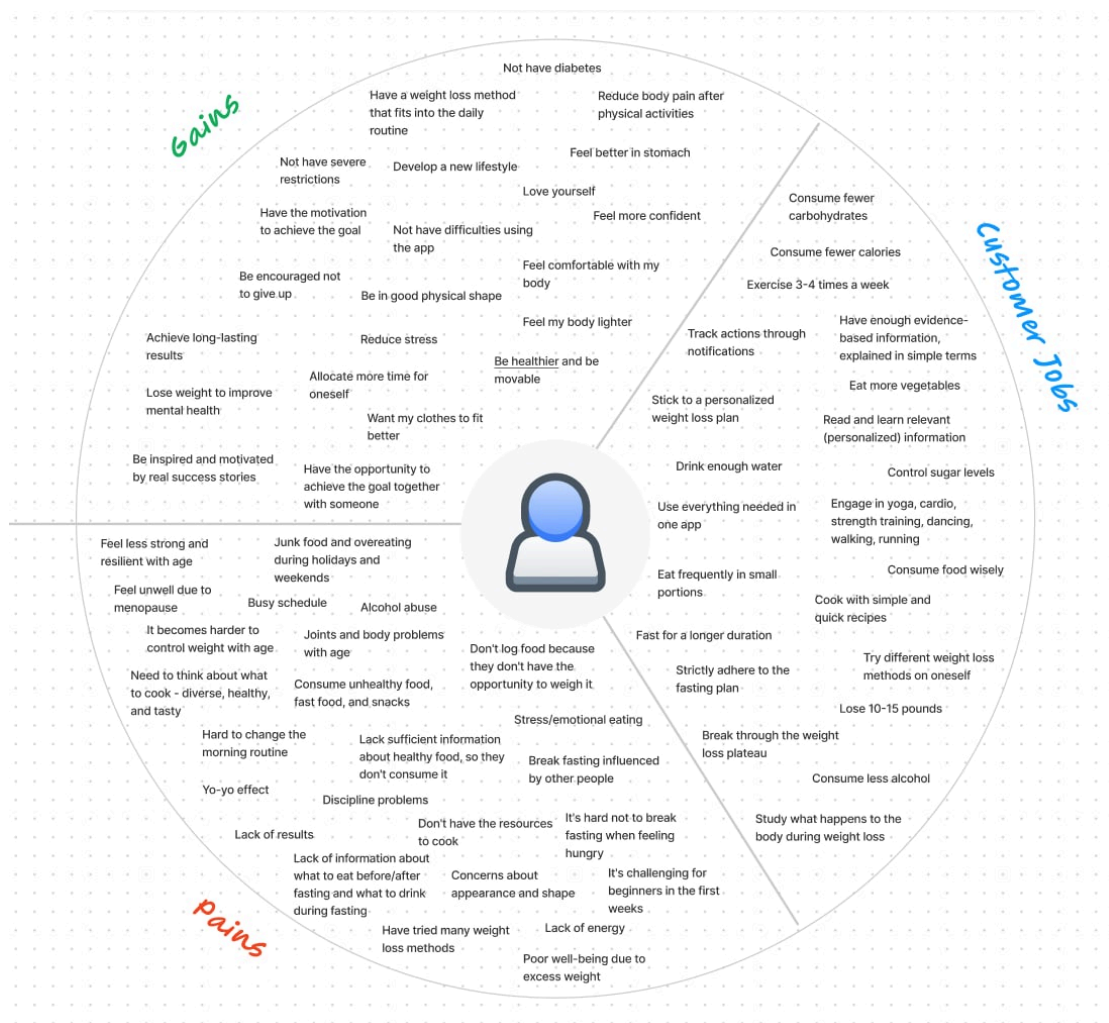 Gains
Not have diabetes
Have a weight loss method
that fits into the daily
routine
Reduce body pain after
physical activities
Feel better in stomach
Not have severe
restrictions
Develop a new lifestyle
Love yourself
Have the motivation
to achieve the goal
Feel more confident
Not have difficulties using
the app
Feel comfortable with my
body
Be encouraged not
to give up
Be in good physical shape
Feel my body lighter
Achieve long-lasting
results
Reduce stress
Be healthier and be
movable
Allocate more time for
oneself
Lose weight to improve
mental health
Want my clothes to fit
better
Be inspired and motivated
by real success stories
Have the opportunity to
achieve the goal together
with someone
Customer Jobs
Consume fewer
carbohydrates
Consume fewer calories
Exercise 3-4 times a week
Track actions through
notifications
Have enough evidence-
based information,
explained in simple terms
Eat more vegetables
Stick to a personalized
weight loss plan
Read and learn relevant
(personalized) information
Drink enough water
Control sugar levels
Use everything needed in
one app
Engage in yoga, cardio,
strength training, dancing,
walking, running
Eat frequently in small
portions
Consume food wisely
Cook with simple and
quick recipes
Fast for a longer duration
Strictly adhere to the
fasting plan
Try different weight loss
methods on oneself
Lose 10-15 pounds
Break through the weight
loss plateau
Consume less alcohol
Study what happens to the
body during weight loss
Pains
Feel less strong and
resilient with age
Junk food and overeating
during holidays and
weekends
Feel unwell due to
menopause
Busy schedule
Alcohol abuse
It becomes harder to
control weight with age
Joints and body problems
with age
Don't log food because
they don't have the
opportunity to weigh it
Need to think about what
to cook - diverse, healthy,
and tasty
Consume unhealthy food,
fast food, and snacks
Stress/emotional eating
Hard to change the
morning routine
Lack sufficient information
about healthy food, so they
don't consume it
Break fasting influenced
by other people
Yo-yo effect
Discipline problems
Lack of results
Don't have the resources
to cook
It's hard not to break
fasting when feeling
hungry
Lack of information about
what to eat before/after
fasting and what to drink
during fasting
Concerns about
appearance and shape
It's challenging for
beginners in the first
weeks
Have tried many weight
loss methods
Lack of energy
Poor well-being due to
excess weight